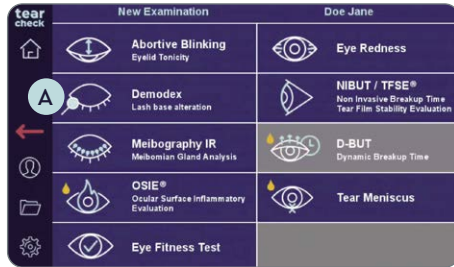 tear
check
New Examination
Doe Jane
Abortive Blinking
Eyelid Tonicity
Eye Redness
A
Demodex
Lash base alteration
NIBUT / TFSE®
Non Invasive Breakup Time
Tear Film Stability Evaluation
Meibography IR
Meibomian Gland Analysis
D-BUT
Dynamic Breakup Time
OSIE®
Ocular Surface Inflammatory
Evaluation
Tear Meniscus
Eye Fitness Test